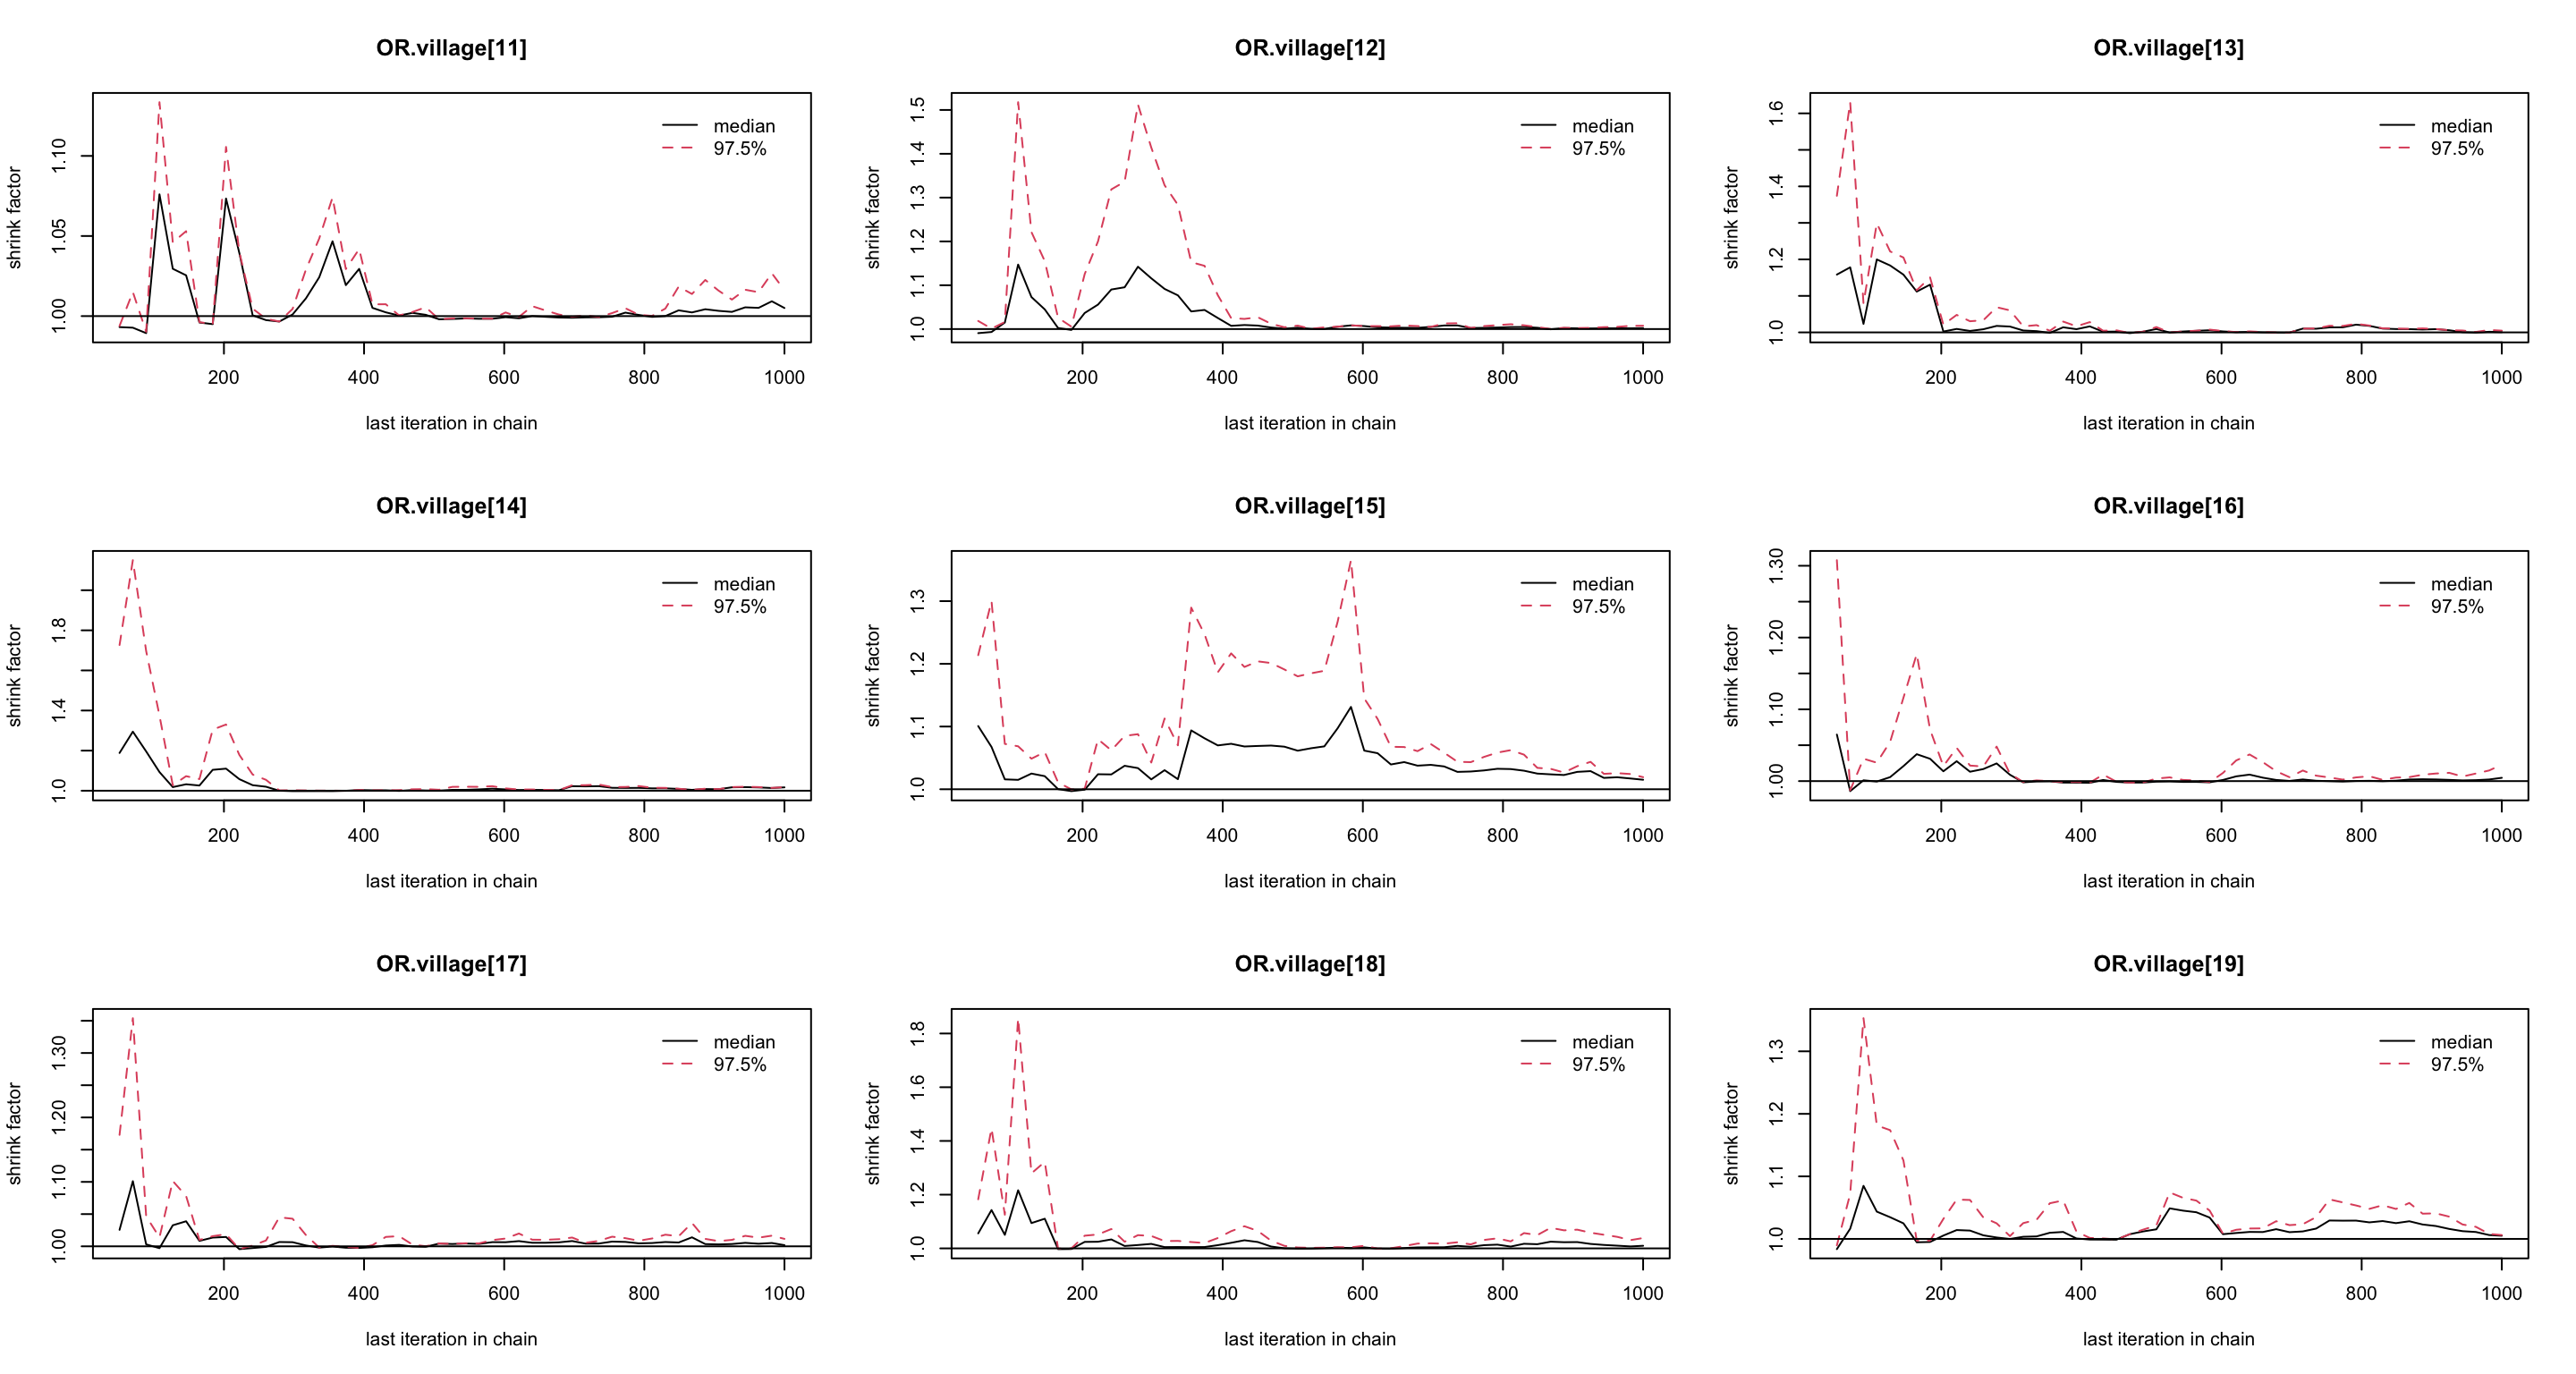 OR.village[11]
shrink factor
1.00 1.05 1.10
median
97.5%
200 400 600 800 1000
last iteration in chain
OR.village[12]
shrink factor
1.0 1.1 1.2 1.3 1.4 1.5
median
97.5%
200 400 600 800 1000
last iteration in chain
OR.village[13]
shrink factor
1.0 1.2 1.4 1.6
median
97.5%
200 400 600 800 1000
last iteration in chain
OR.village[14]
shrink factor
1.0 1.4 1.8
median
97.5%
200 400 600 800 1000
last iteration in chain
OR.village[15]
shrink factor
1.0 1.1 1.2 1.3
median
97.5%
200 400 600 800 1000
last iteration in chain
OR.village[16]
shrink factor
1.00 1.10 1.20 1.30
median
97.5%
200 400 600 800 1000
last iteration in chain
OR.village[17]
shrink factor
1.00 1.10 1.20 1.30
median
97.5%
200 400 600 800 1000
last iteration in chain
OR.village[18]
shrink factor
1.0 1.2 1.4 1.6 1.8
median
97.5%
200 400 600 800 1000
last iteration in chain
OR.village[19]
shrink factor
1.0 1.1 1.2 1.3
median
97.5%
200 400 600 800 1000
last iteration in chain